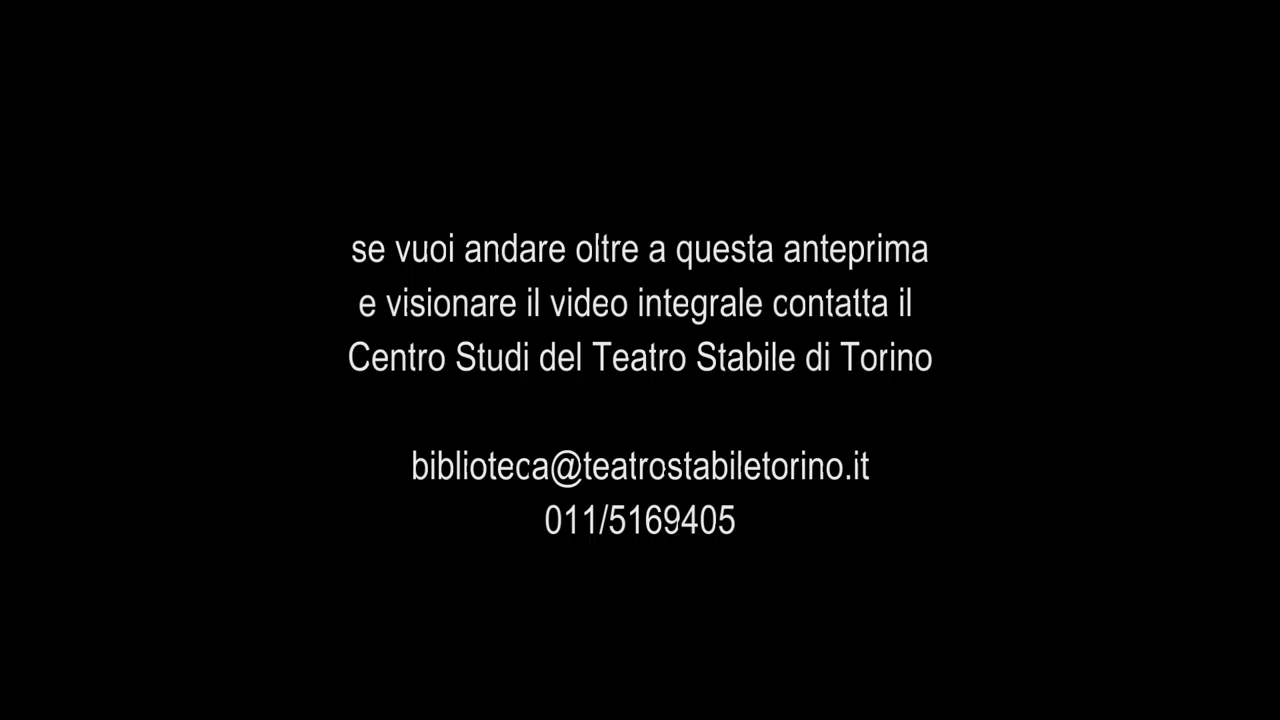 se vuoi andare oltre a questa anteprima
e visionare il video integrale contatta il
Centro Studi del Teatro Stabile di Torino
biblioteca@teatrostabiletorino.it
011/5169405